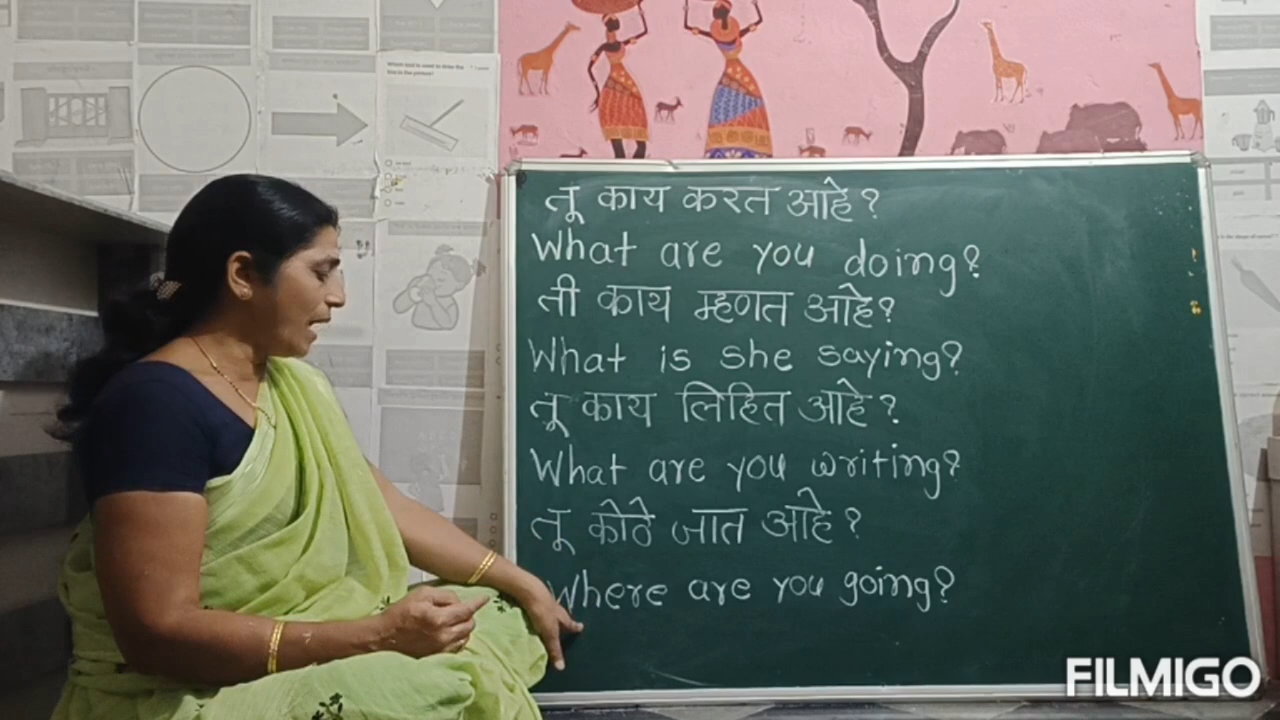 तू काय करत आहे?
What are you doing?
ती काय म्हणत आहे?
What is she saying?
तू काय लिहित आहे?
What are you writing?
तू कोठे जात आहे?
Where are you going?
FILMIGO